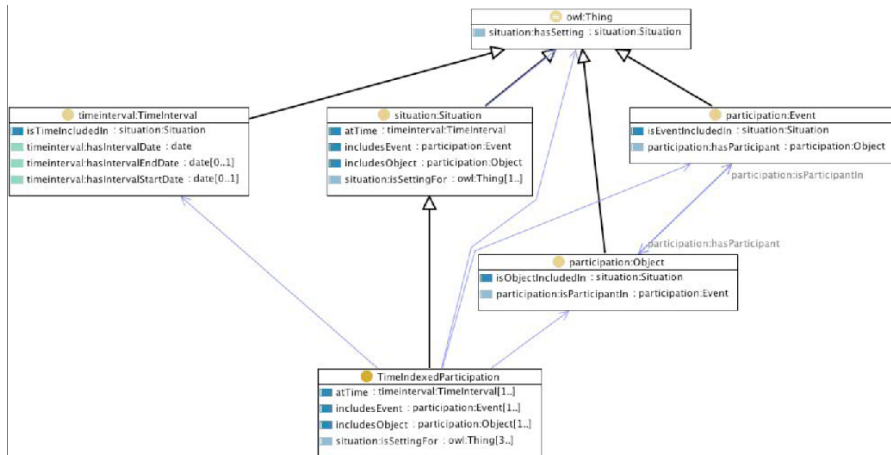 owl:Thing
situation:hasSetting : situation:Situation
timeinterval:TimeInterval
isTimeIncludedIn : situation:Situation
timeinterval:hasIntervalDate : date
timeinterval:hasIntervalEndDate : date[0..1]
timeinterval:hasIntervalStartDate : date[0..1]
situation:Situation
atTime : timeinterval:TimeInterval
includesEvent : participation:Event
includesObject : participation:Object
situation:isSettingFor : owl:Thing[1..]
participation:Event
isEventIncludedIn : situation:Situation
participation:hasParticipant : participation:Object
participation:isParticipantIn
participation:hasParticipant
participation:Object
isObjectIncludedIn : situation:Situation
participation:isParticipantIn : participation:Event
TimeIndexedParticipation
atTime : timeinterval:TimeInterval[1..]
includesEvent : participation:Event[1..]
includesObject : participation:Object[1..]
situation:isSettingFor : owl:Thing[3..]